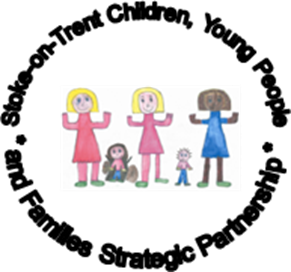 Stoke-on-Trent Children, Young People
* and Families Strategic Partnership *